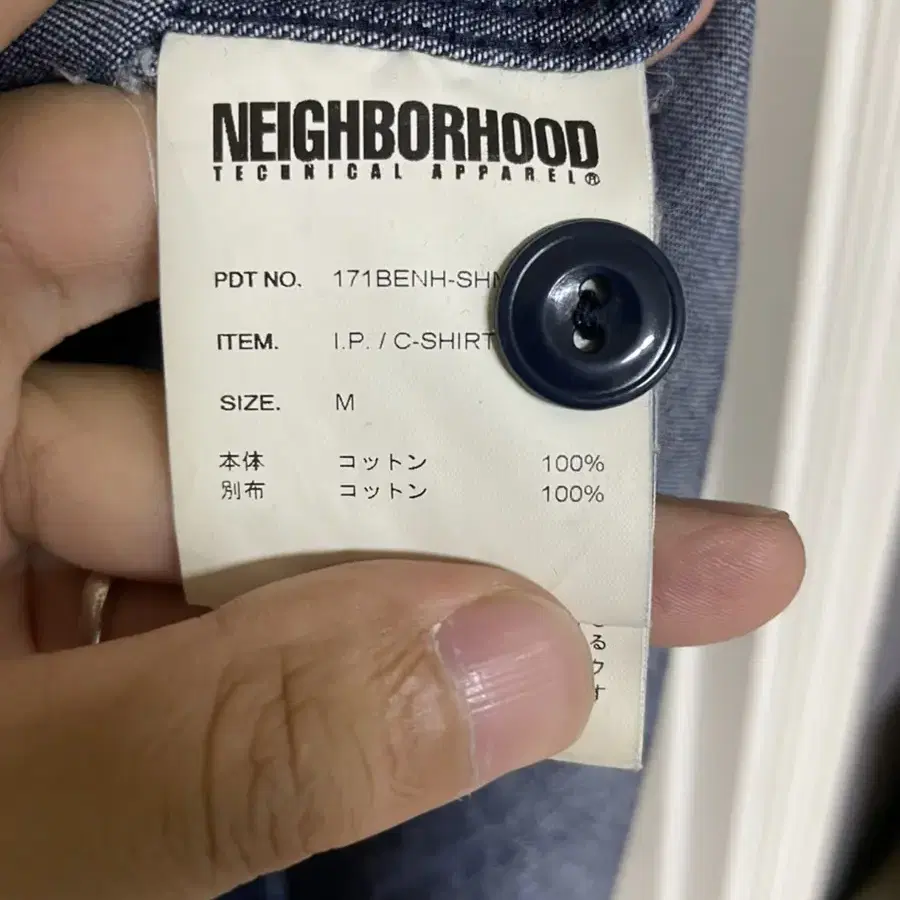 NEIGHBORHOOD
TECHNICAL APPAREL®
PDT NO. 171BENH-SH
ITEM. I.P. / C-SHIRT
SIZE. M
本体 コットン 100%
別布 コットン 100%